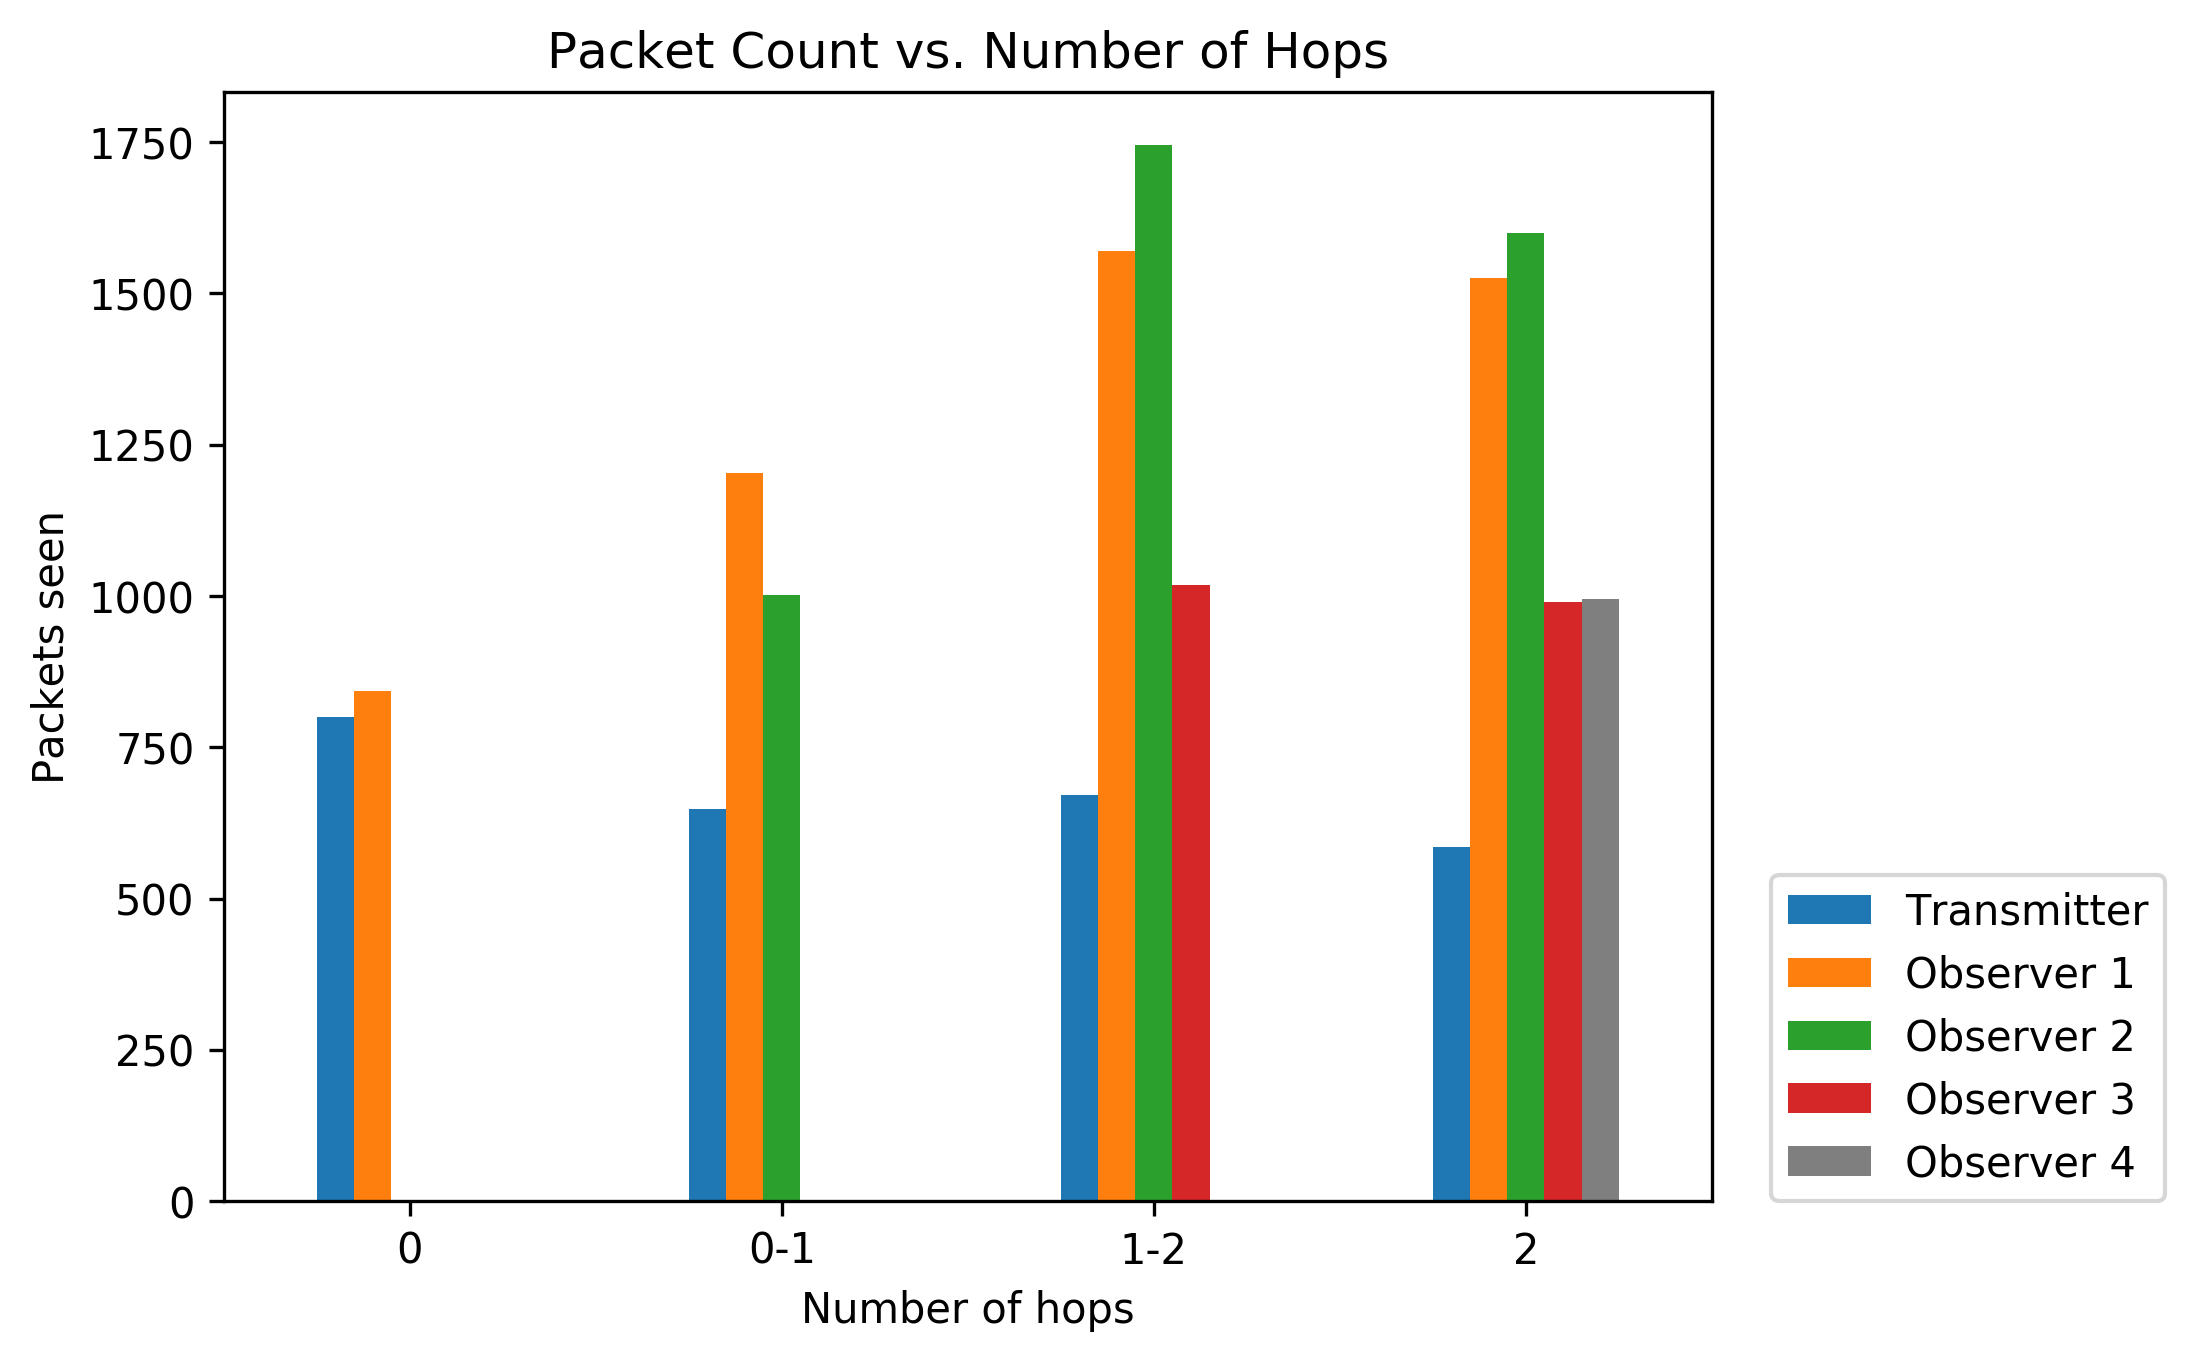 Packet Count vs. Number of Hops
Packets seen
1750
1500
1250
1000
750
500
250
0
0
0-1
1-2
2
Number of hops
Transmitter
Observer 1
Observer 2
Observer 3
Observer 4